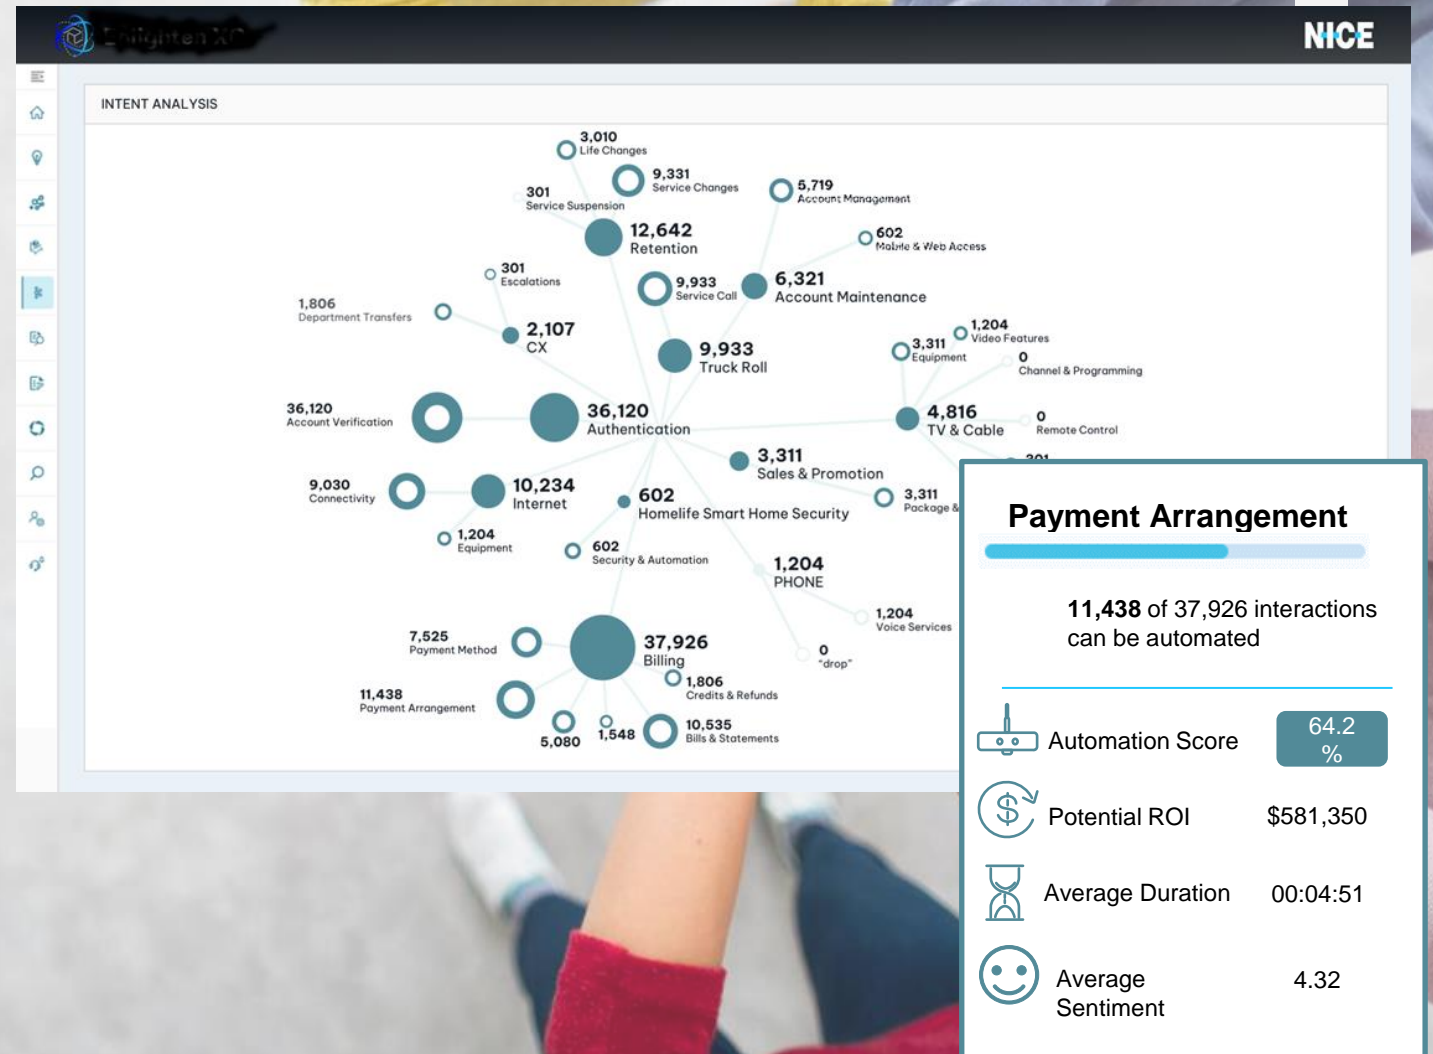 Enlighten XO
NICE
INTENT ANALYSIS
3,010
Life Changes
9,331
Service Changes
301
Service Suspension
12,642
Retention
5,719
Account Management
602
Mobile & Web Access
6,321
Account Maintenance
301
Escalations
9,933
Service Call
1,806
Department Transfers
2,107
CX
9,933
Truck Roll
1,204
Video Features
3,311
Equipment
0
Channel & Programming
36,120
Account Verification
36,120
Authentication
4,816
TV & Cable
0
Remote Control
301
3,311
Sales & Promotion
9,030
Connectivity
10,234
Internet
602
Homelife Smart Home Security
3,311
Package &
1,204
Equipment
602
Security & Automation
1,204
PHONE
1,204
Voice Services
0
"drop"
7,525
Payment Method
37,926
Billing
1,806
Credits & Refunds
11,438
Payment Arrangement
5,080
1,548
10,535
Bills & Statements
Payment Arrangement
11,438 of 37,926 interactions
can be automated
Automation Score
64.2
%
Potential ROI
$581,350
Average Duration
00:04:51
Average
Sentiment
4.32